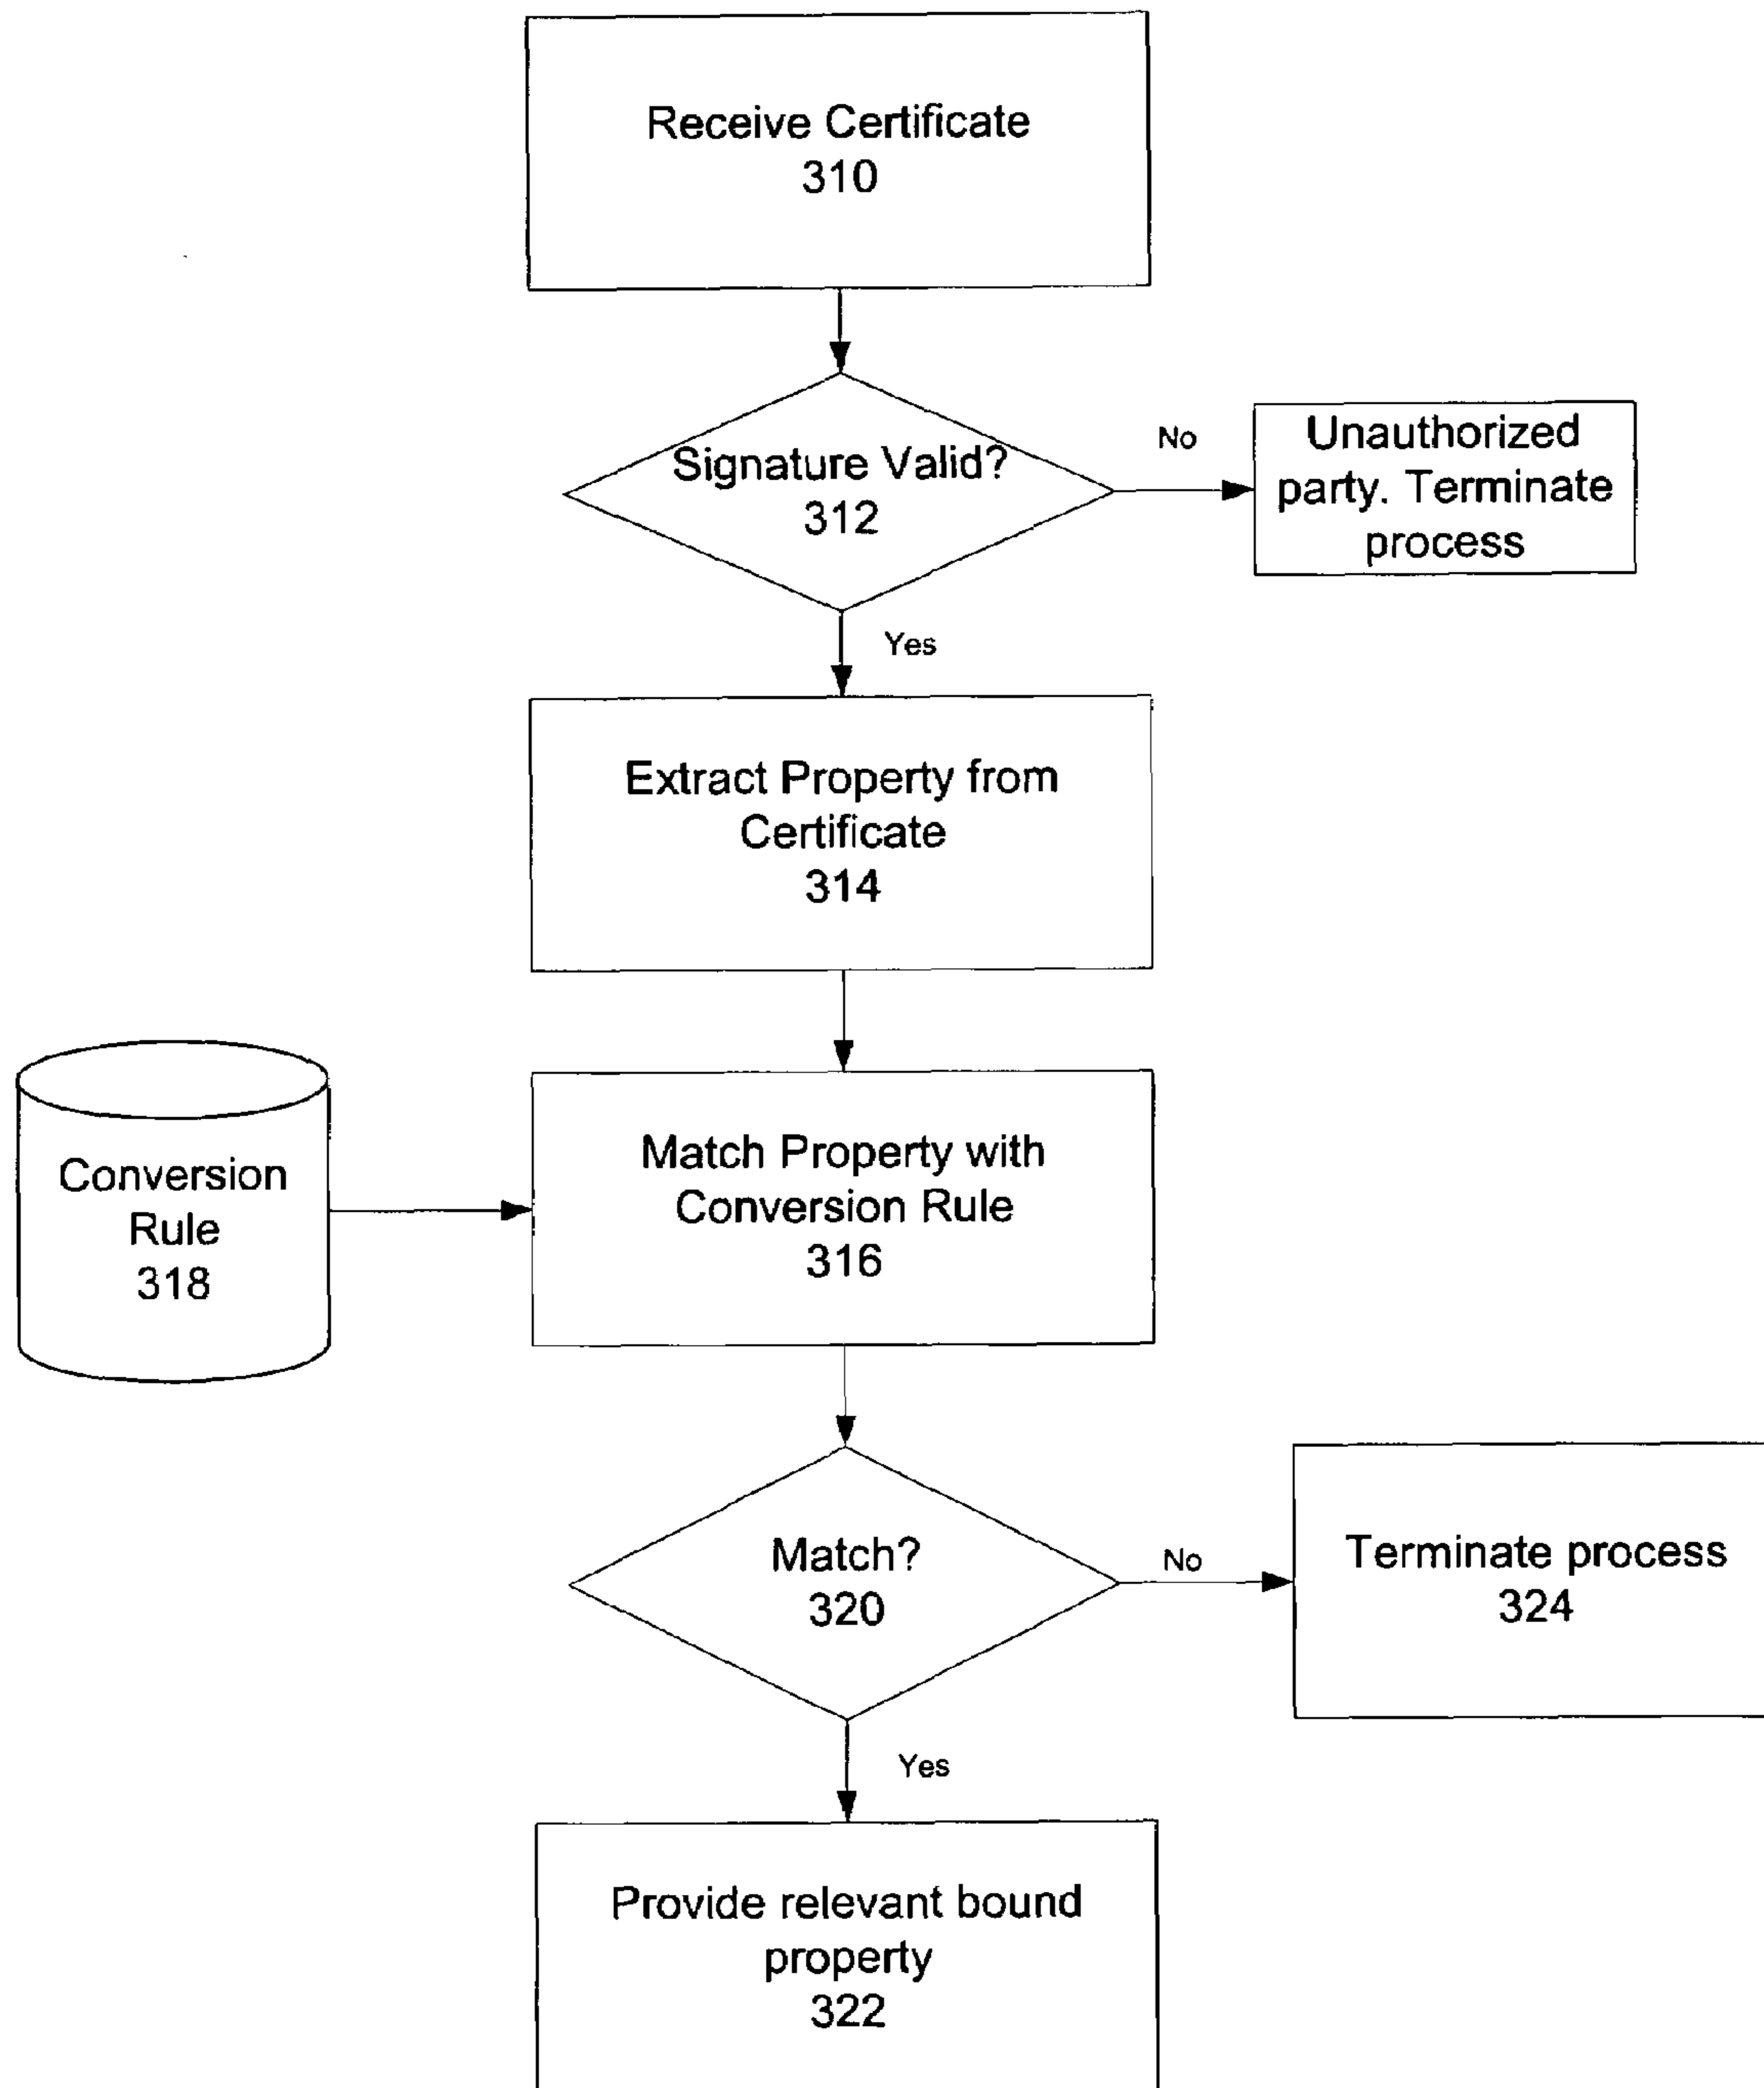 Receive Certificate
310
Signature Valid?
312
No
Unauthorized
party. Terminate
process
Yes
Extract Property from
Certificate
314
Conversion
Rule
318
Match Property with
Conversion Rule
316
Match?
320
No
Terminate process
324
Yes
Provide relevant bound
property
322